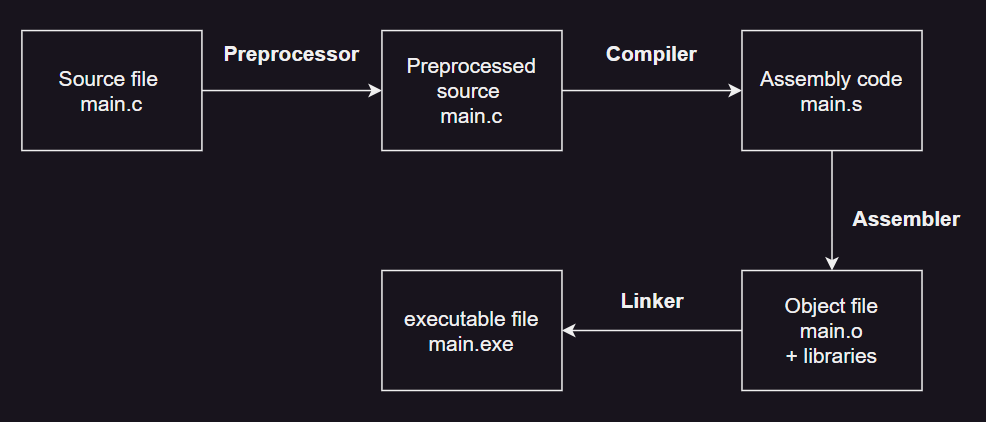 Source file
main.c
Preprocessor
Preprocessed
source
main.c
Compiler
Assembly code
main.s
Assembler
Object file
main.o
+ libraries
Linker
executable file
main.exe